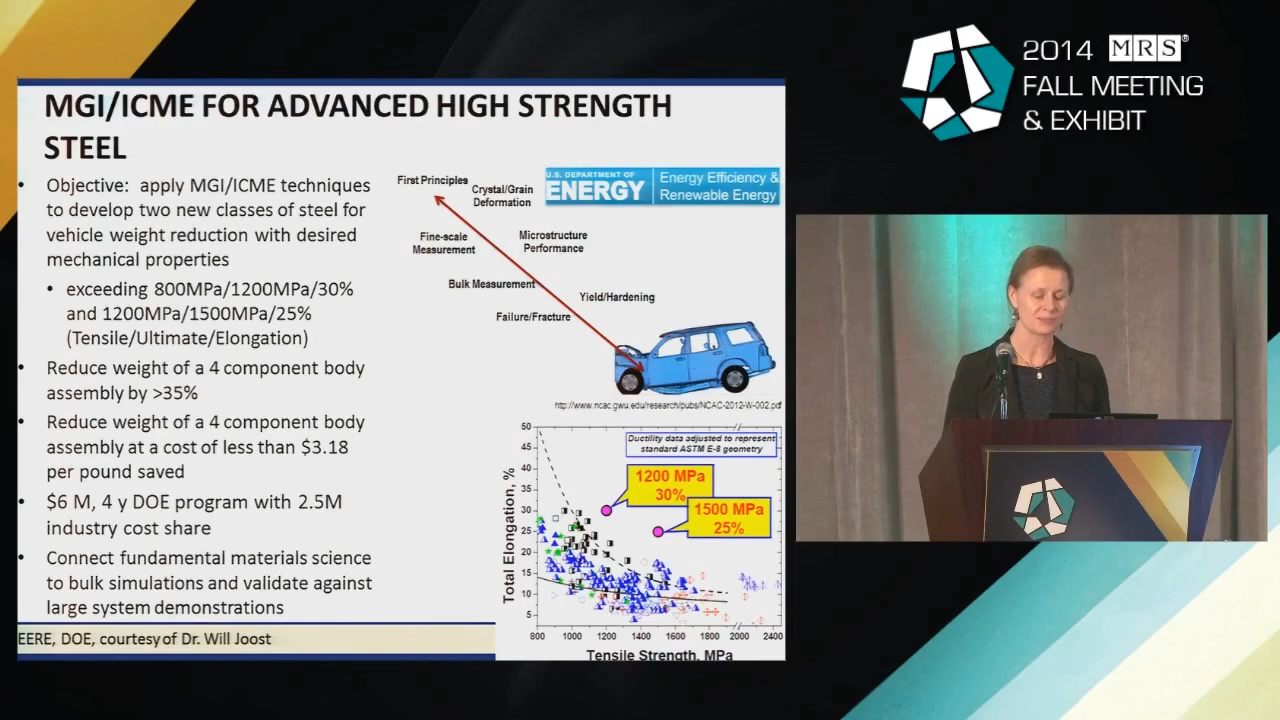 2014 MRS®
FALL MEETING
& EXHIBIT
MGI/ICME FOR ADVANCED HIGH STRENGTH
STEEL
• Objective: apply MGI/ICME techniques
to develop two new classes of steel for
vehicle weight reduction with desired
mechanical properties
• exceeding 800MPa/1200MPa/30%
and 1200MPa/1500MPa/25%
(Tensile/Ultimate/Elongation)
• Reduce weight of a 4 component body
assembly by >35%
• Reduce weight of a 4 component body
assembly at a cost of less than $3.18
per pound saved
• $6 M, 4 y DOE program with 2.5M
industry cost share
• Connect fundamental materials science
to bulk simulations and validate against
large system demonstrations
EERE, DOE, courtesy of Dr. Will Joost
U.S. DEPARTMENT OF
ENERGY
Energy Efficiency &
Renewable Energy
First Principles
Crystal/Grain
Deformation
Fine-scale
Measurement
Microstructure
Performance
Bulk Measurement
Yield/Hardening
Failure/Fracture
http://www.ncac.gwu.edu/research/pubs/NCAC-2012-W-002.pdf
Ductility data adjusted to represent
standard ASTM E-8 geometry
1200 MPa
30%
1500 MPa
25%
Total Elongation, %
50
45
40
35
30
25
20
15
10
5
800 1000 1200 1400 1600 1800 2000 2400
Tensile Strength, MPa